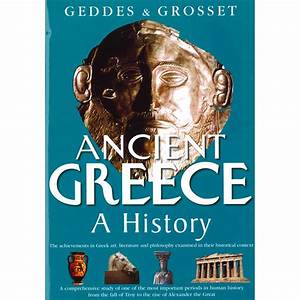 GEDDES & GROSSET
ANCIENT
GREECE
A History
The achievements in Greek art, literature and philosophy examined in their historical context
A comprehensive study of one of the most important periods in human history
from the fall of Troy to the rise of Alexander the Great